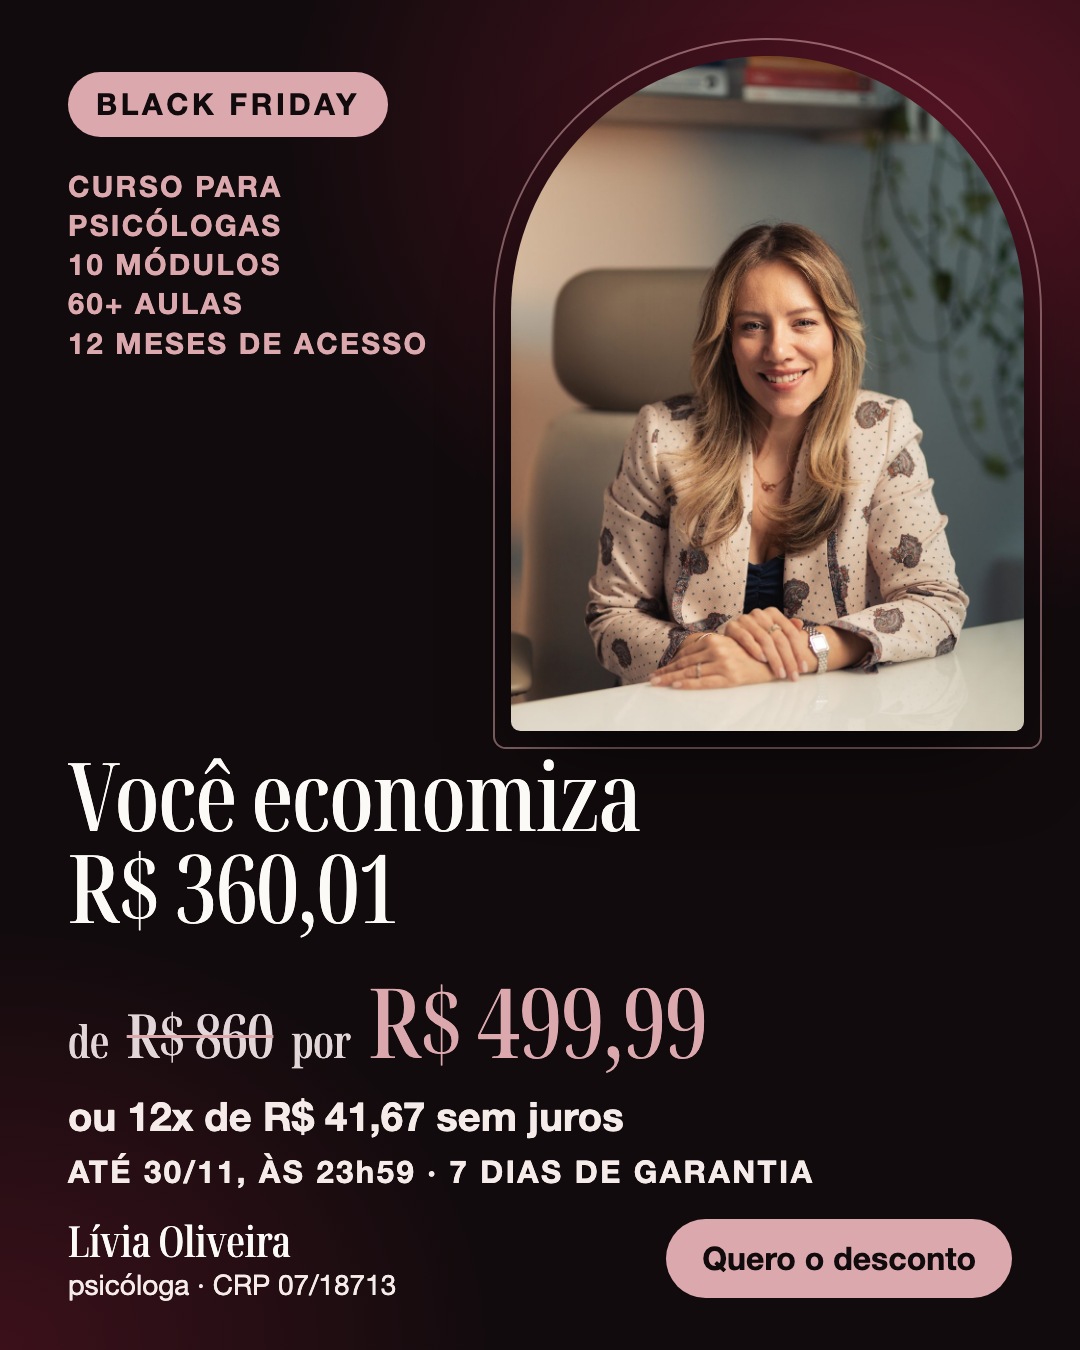 BLACK FRIDAY
CURSO PARA
PSICÓLOGAS
10 MÓDULOS
60+ AULAS
12 MESES DE ACESSO
Você economiza
R$ 360,01
de R$ 860 por R$ 499,99
ou 12x de R$ 41,67 sem juros
ATÉ 30/11, ÀS 23h59 · 7 DIAS DE GARANTIA
Lívia Oliveira
psicóloga · CRP 07/18713
Quero o desconto